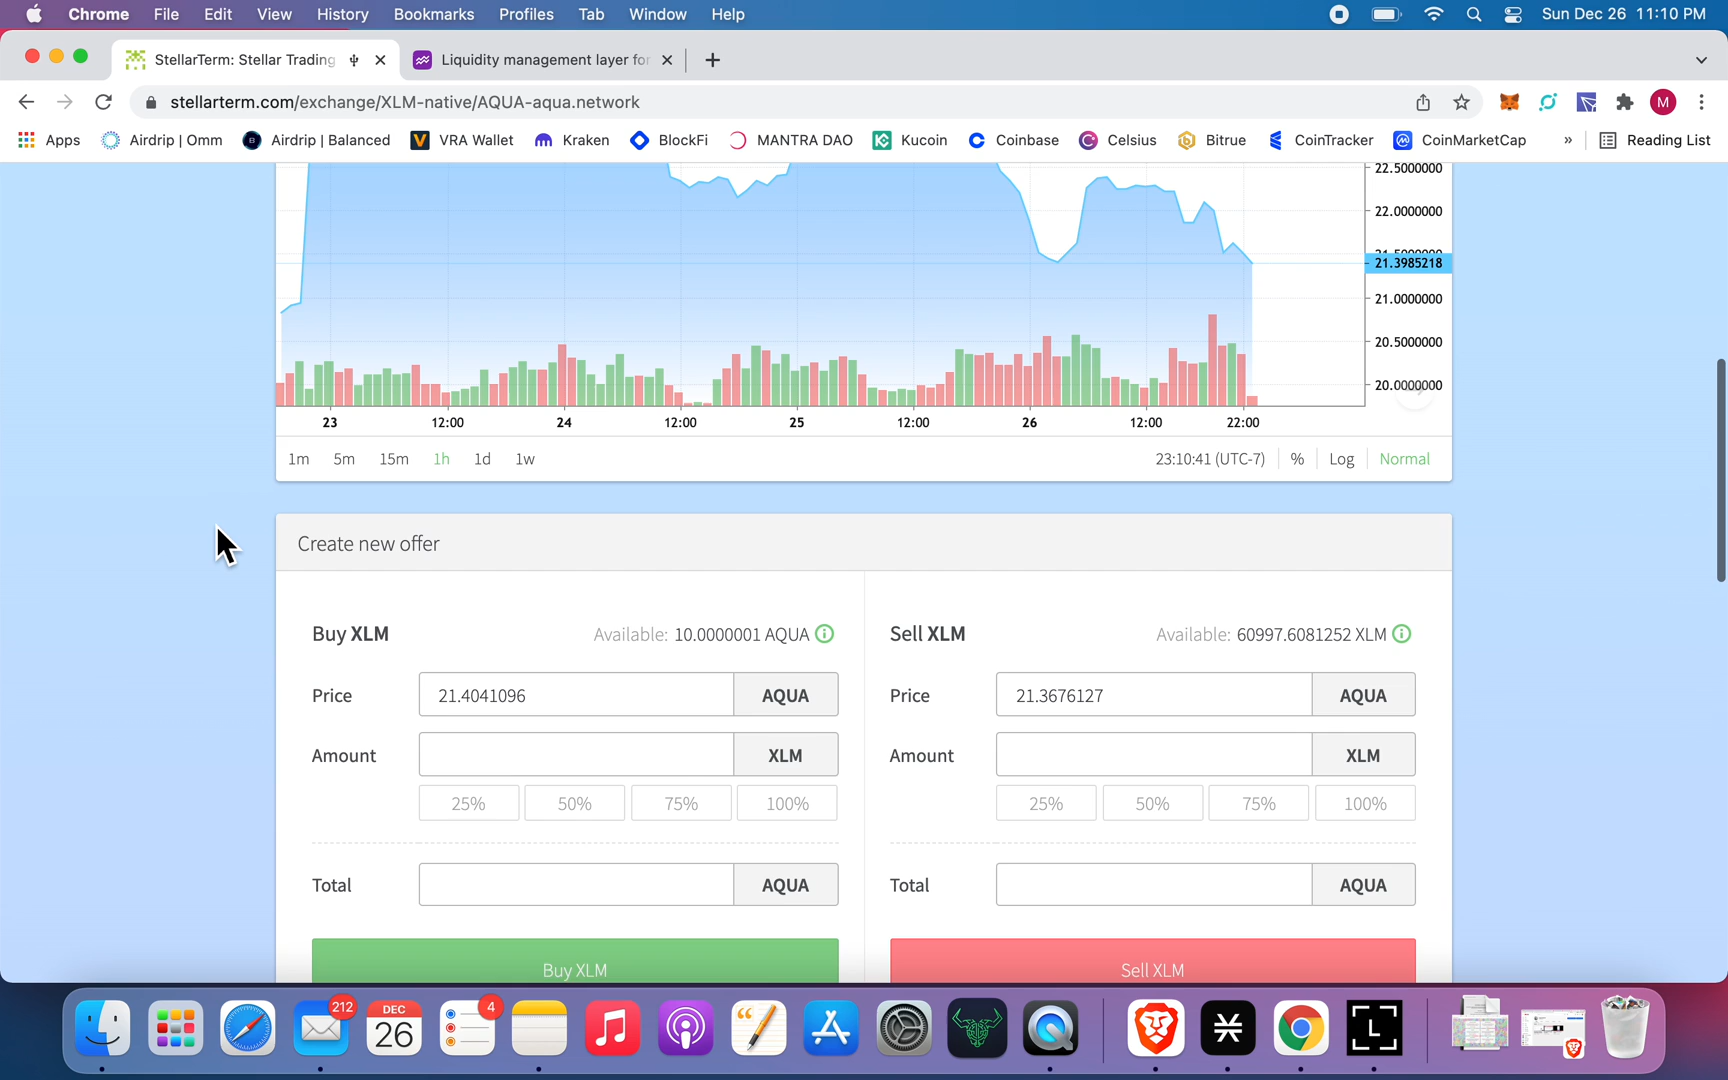 Chrome File Edit View History Bookmarks Profiles Tab Window Help Sun Dec 26 11:10 PM
StellarTerm: Stellar Trading Liquidity management layer for
stellarterm.com/exchange/XLM-native/AQUA-aqua.network M
Apps Airdrip | Omm Airdrip | Balanced VRA Wallet Kraken BlockFi MANTRA DAO Kucoin Coinbase Celsius Bitrue CoinTracker CoinMarketCap » Reading List
22.5000000
22.0000000
21.5000000
21.3985218
21.0000000
20.5000000
20.0000000
23 12:00 24 12:00 25 12:00 26 12:00 22:00
1m 5m 15m 1h 1d 1w 23:10:41 (UTC-7) % Log Normal
Create new offer
Buy XLM Available: 10.0000001 AQUA Sell XLM Available: 60997.6081252 XLM
Price 21.4041096 AQUA Price 21.3676127 AQUA
Amount XLM Amount XLM
25% 50% 75% 100% 25% 50% 75% 100%
Total AQUA Total AQUA
Buy XLM Sell XLM
212 DEC 26 4 L